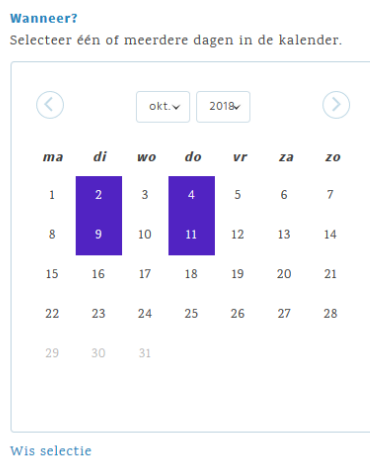 Wanneer?
Selecteer één of meerdere dagen in de kalender.
okt. 2018
ma di wo do vr za zo
1 2 3 4 5 6 7
8 9 10 11 12 13 14
15 16 17 18 19 20 21
22 23 24 25 26 27 28
29 30 31
Wis selectie